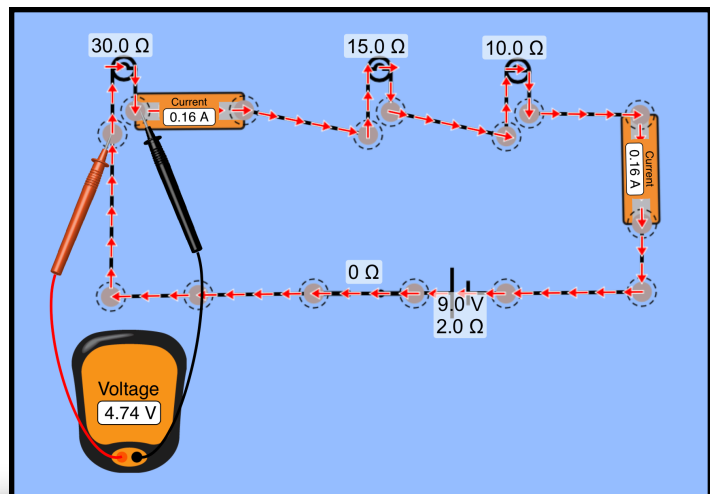 30.0 Ω
15.0 Ω
10.0 Ω
Current
0.16 A
Current
0.16 A
0 Ω
9.0 V
2.0 Ω
Voltage
4.74 V